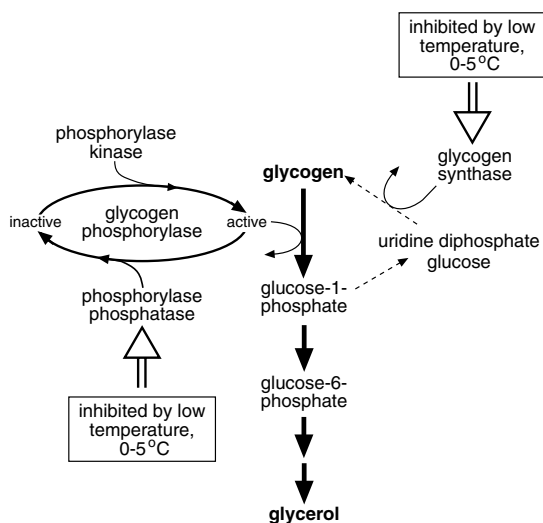 inhibited by low
temperature,
0-5°C
phosphorylase
kinase
glycogen
synthase
glycogen
inactive
glycogen
phosphorylase
active
uridine diphosphate
glucose
phosphorylase
phosphatase
glucose-1-
phosphate
glucose-6-
phosphate
inhibited by low
temperature,
0-5°C
glycerol